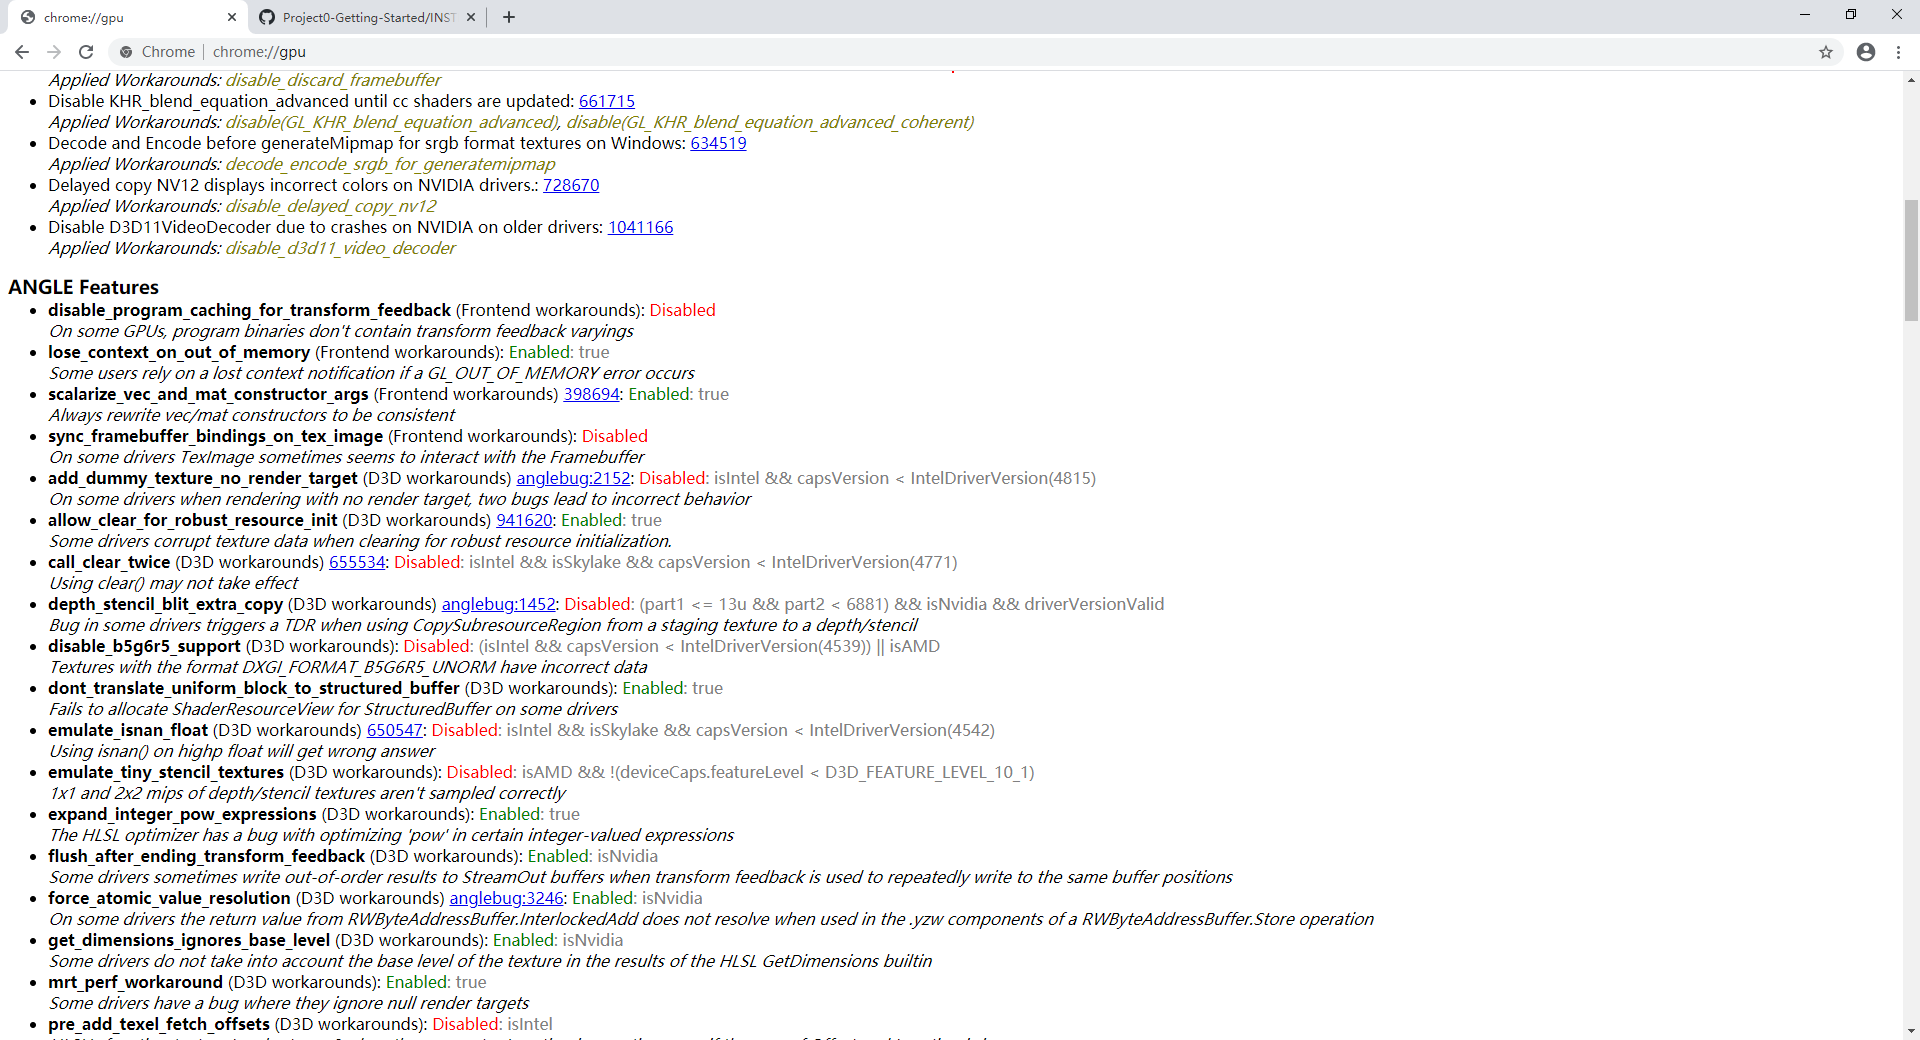 chrome://gpu
Project0-Getting-Started/INST
Chrome | chrome://gpu
Applied Workarounds: disable_discard_framebuffer
• Disable KHR_blend_equation_advanced until cc shaders are updated: 661715
Applied Workarounds: disable(GL_KHR_blend_equation_advanced), disable(GL_KHR_blend_equation_advanced_coherent)
• Decode and Encode before generateMipmap for srgb format textures on Windows: 634519
Applied Workarounds: decode_encode_srgb_for_generatemipmap
• Delayed copy NV12 displays incorrect colors on NVIDIA drivers.: 728670
Applied Workarounds: disable_delayed_copy_nv12
• Disable D3D11VideoDecoder due to crashes on NVIDIA on older drivers: 1041166
Applied Workarounds: disable_d3d11_video_decoder
ANGLE Features
• disable_program_caching_for_transform_feedback (Frontend workarounds): Disabled
On some GPUs, program binaries don't contain transform feedback varyings
• lose_context_on_out_of_memory (Frontend workarounds): Enabled: true
Some users rely on a lost context notification if a GL_OUT_OF_MEMORY error occurs
• scalarize_vec_and_mat_constructor_args (Frontend workarounds) 398694: Enabled: true
Always rewrite vec/mat constructors to be consistent
• sync_framebuffer_bindings_on_tex_image (Frontend workarounds): Disabled
On some drivers TexImage sometimes seems to interact with the Framebuffer
• add_dummy_texture_no_render_target (D3D workarounds) anglebug:2152: Disabled: isIntel && capsVersion < IntelDriverVersion(4815)
On some drivers when rendering with no render target, two bugs lead to incorrect behavior
• allow_clear_for_robust_resource_init (D3D workarounds) 941620: Enabled: true
Some drivers corrupt texture data when clearing for robust resource initialization.
• call_clear_twice (D3D workarounds) 655534: Disabled: isIntel && isSkylake && capsVersion < IntelDriverVersion(4771)
Using clear() may not take effect
• depth_stencil_blit_extra_copy (D3D workarounds) anglebug:1452: Disabled: (part1 <= 13u && part2 < 6881) && isNvidia && driverVersionValid
Bug in some drivers triggers a TDR when using CopySubresourceRegion from a staging texture to a depth/stencil
• disable_b5g6r5_support (D3D workarounds): Disabled: (isIntel && capsVersion < IntelDriverVersion(4539)) || isAMD
Textures with the format DXGI_FORMAT_B5G6R5_UNORM have incorrect data
• dont_translate_uniform_block_to_structured_buffer (D3D workarounds): Enabled: true
Fails to allocate ShaderResourceView for StructuredBuffer on some drivers
• emulate_isnan_float (D3D workarounds) 650547: Disabled: isIntel && isSkylake && capsVersion < IntelDriverVersion(4542)
Using isnan() on highp float will get wrong answer
• emulate_tiny_stencil_textures (D3D workarounds): Disabled: isAMD && !(deviceCaps.featureLevel < D3D_FEATURE_LEVEL_10_1)
1x1 and 2x2 mips of depth/stencil textures aren't sampled correctly
• expand_integer_pow_expressions (D3D workarounds): Enabled: true
The HLSL optimizer has a bug with optimizing 'pow' in certain integer-valued expressions
• flush_after_ending_transform_feedback (D3D workarounds): Enabled: isNvidia
Some drivers sometimes write out-of-order results to StreamOut buffers when transform feedback is used to repeatedly write to the same buffer positions
• force_atomic_value_resolution (D3D workarounds) anglebug:3246: Enabled: isNvidia
On some drivers the return value from RWByteAddressBuffer.InterlockedAdd does not resolve when used in the .yzw components of a RWByteAddressBuffer.Store operation
• get_dimensions_ignores_base_level (D3D workarounds): Enabled: isNvidia
Some drivers do not take into account the base level of the texture in the results of the HLSL GetDimensions builtin
• mrt_perf_workaround (D3D workarounds): Enabled: true
Some drivers have a bug where they ignore null render targets
• pre_add_texel_fetch_offsets (D3D workarounds): Disabled: isIntel